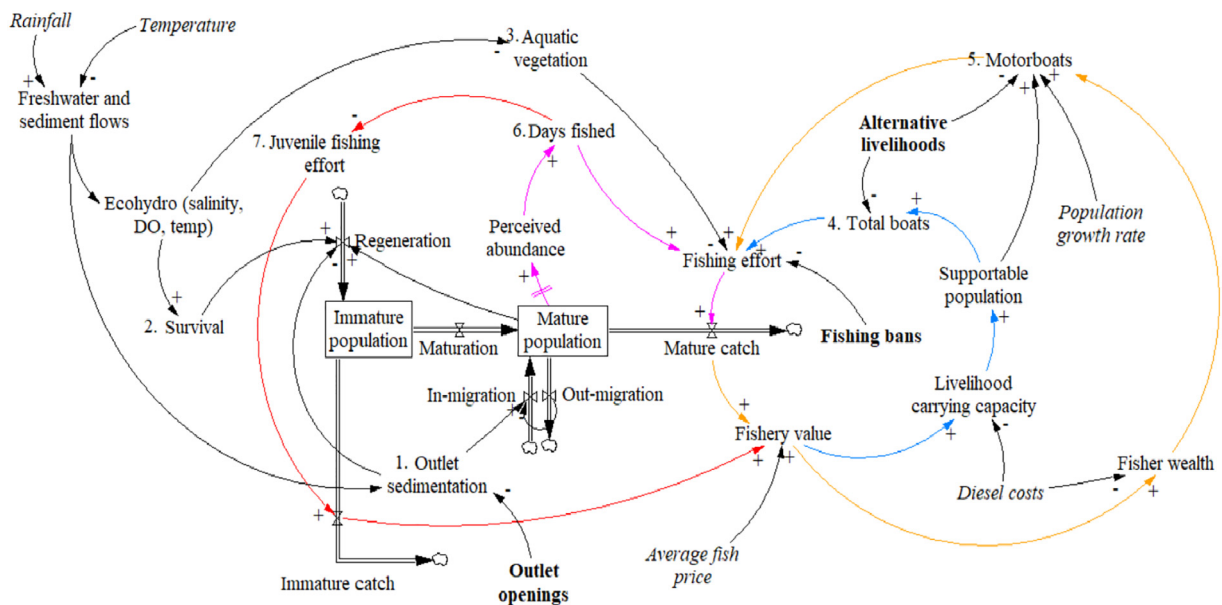 Rainfall
Temperature
Freshwater and
sediment flows
+
-
3. Aquatic
vegetation
-
5. Motorboats
-
+
+
7. Juvenile fishing
effort
-
6. Days fished
+
Alternative
livelihoods
Ecohydro (salinity,
DO, temp)
Perceived
abundance
+
-
4. Total boats
+
Population
growth rate
+
Regeneration
-
+
+
-
+
Fishing effort
-
Supportable
population
+
+
2. Survival
Immature
population
Maturation
Mature
population
+
Mature catch
Fishing bans
In-migration
Out-migration
+
-
Livelihood
carrying capacity
+
-
+
Fishery value
+
+
1. Outlet
sedimentation
-
Fisher wealth
-
+
Diesel costs
+
Immature catch
Outlet
openings
Average fish
price